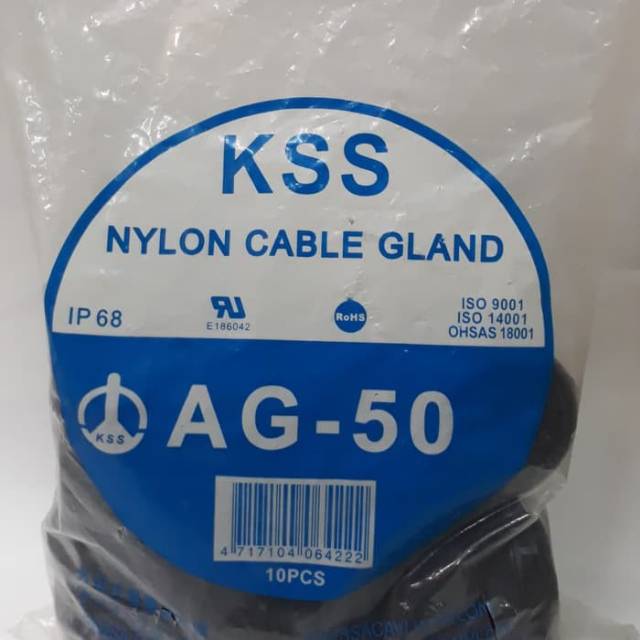 KSS
NYLON CABLE GLAND
IP 68
RU
E186042
RoHS
ISO 9001
ISO 14001
OHSAS 18001
KSS
AG-50
4 717104 064222
10PCS